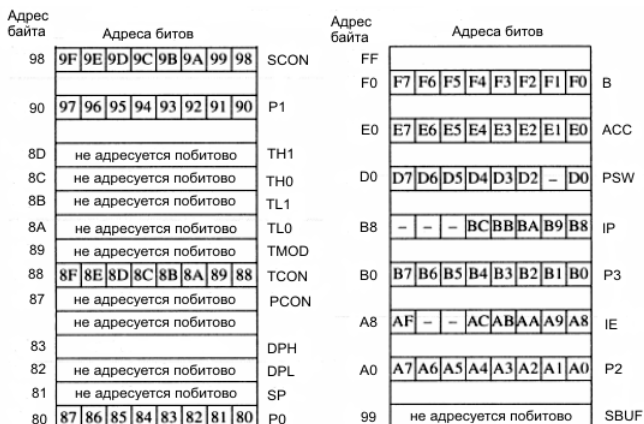 Адрес байта Адреса битов
98 9F 9E 9D 9C 9B 9A 99 98 SCON
90 97 96 95 94 93 92 91 90 P1
8D не адресуется побитово TH1
8C не адресуется побитово TH0
8B не адресуется побитово TL1
8A не адресуется побитово TL0
89 не адресуется побитово TMOD
88 8F 8E 8D 8C 8B 8A 89 88 TCON
87 не адресуется побитово PCON
не адресуется побитово
83 DPH
82 не адресуется побитово DPL
81 не адресуется побитово SP
80 87 86 85 84 83 82 81 80 P0
Адрес байта Адреса битов
FF
F0 F7 F6 F5 F4 F3 F2 F1 F0 B
E0 E7 E6 E5 E4 E3 E2 E1 E0 ACC
D0 D7 D6 D5 D4 D3 D2 – D0 PSW
B8 – – – BC BB BA B9 B8 IP
B0 B7 B6 B5 B4 B3 B2 B1 B0 P3
A8 AF – – AC AB AA A9 A8 IE
A0 A7 A6 A5 A4 A3 A2 A1 A0 P2
99 не адресуется побитово SBUF